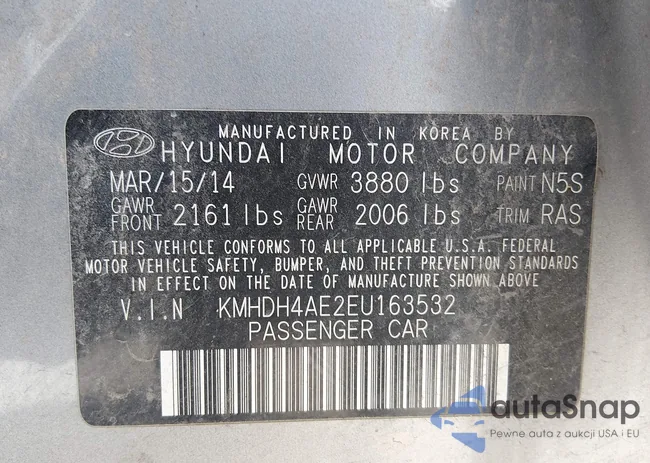 MANUFACTURED IN KOREA BY
HYUNDAI MOTOR COMPANY
MAR/15/14 GVWR 3880 lbs PAINT N5S
GAWR FRONT 2161 lbs GAWR REAR 2006 lbs TRIM RAS
THIS VEHICLE CONFORMS TO ALL APPLICABLE U.S.A. FEDERAL
MOTOR VEHICLE SAFETY, BUMPER, AND THEFT PREVENTION STANDARDS
IN EFFECT ON THE DATE OF MANUFACTURE SHOWN ABOVE
V.I.N KMHDH4AE2EU163532
PASSENGER CAR
autoSnap
Pewne auta z aukcji USA i EU